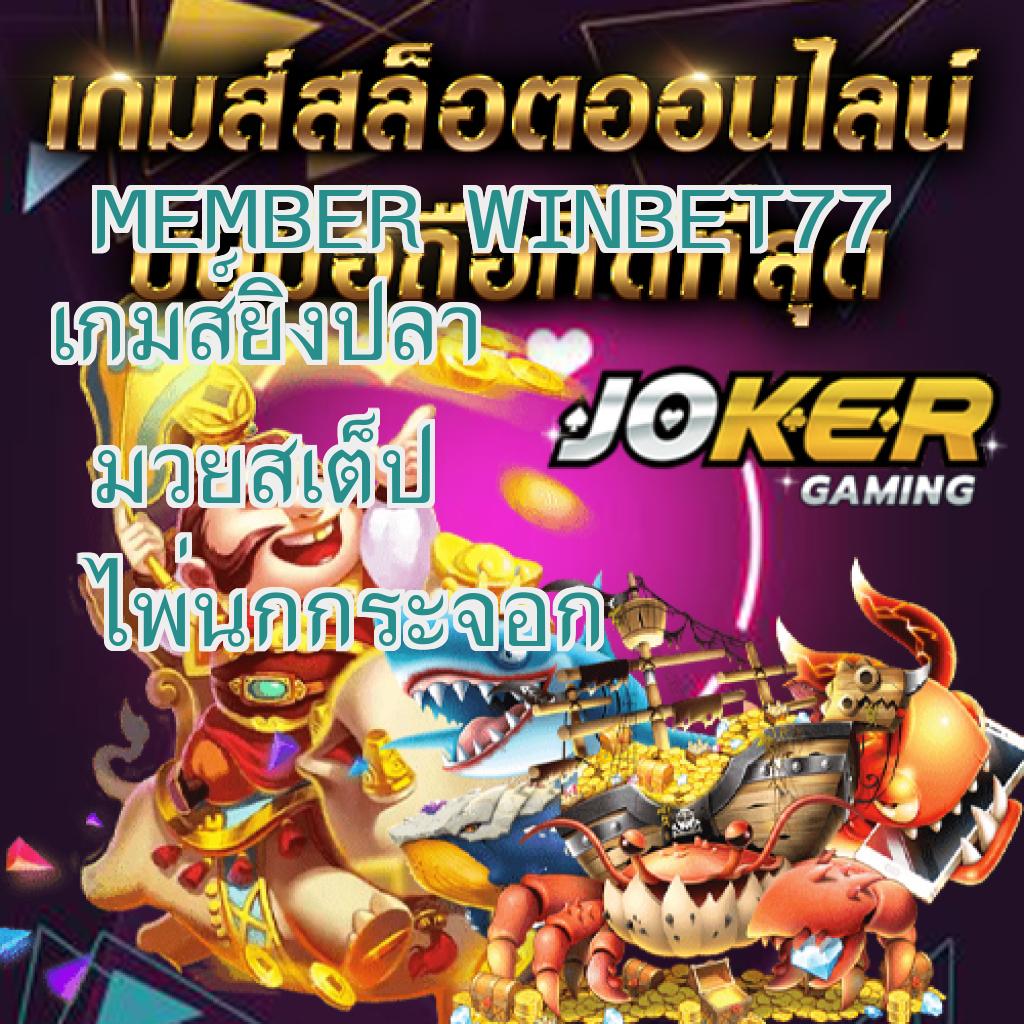 เกมส์สล็อตออนไลน์
MEMBER WINBET77
เกมส์ยิงปลา
JOKER
GAMING
มวยสเต็ป
ไพ่นกกระจอก